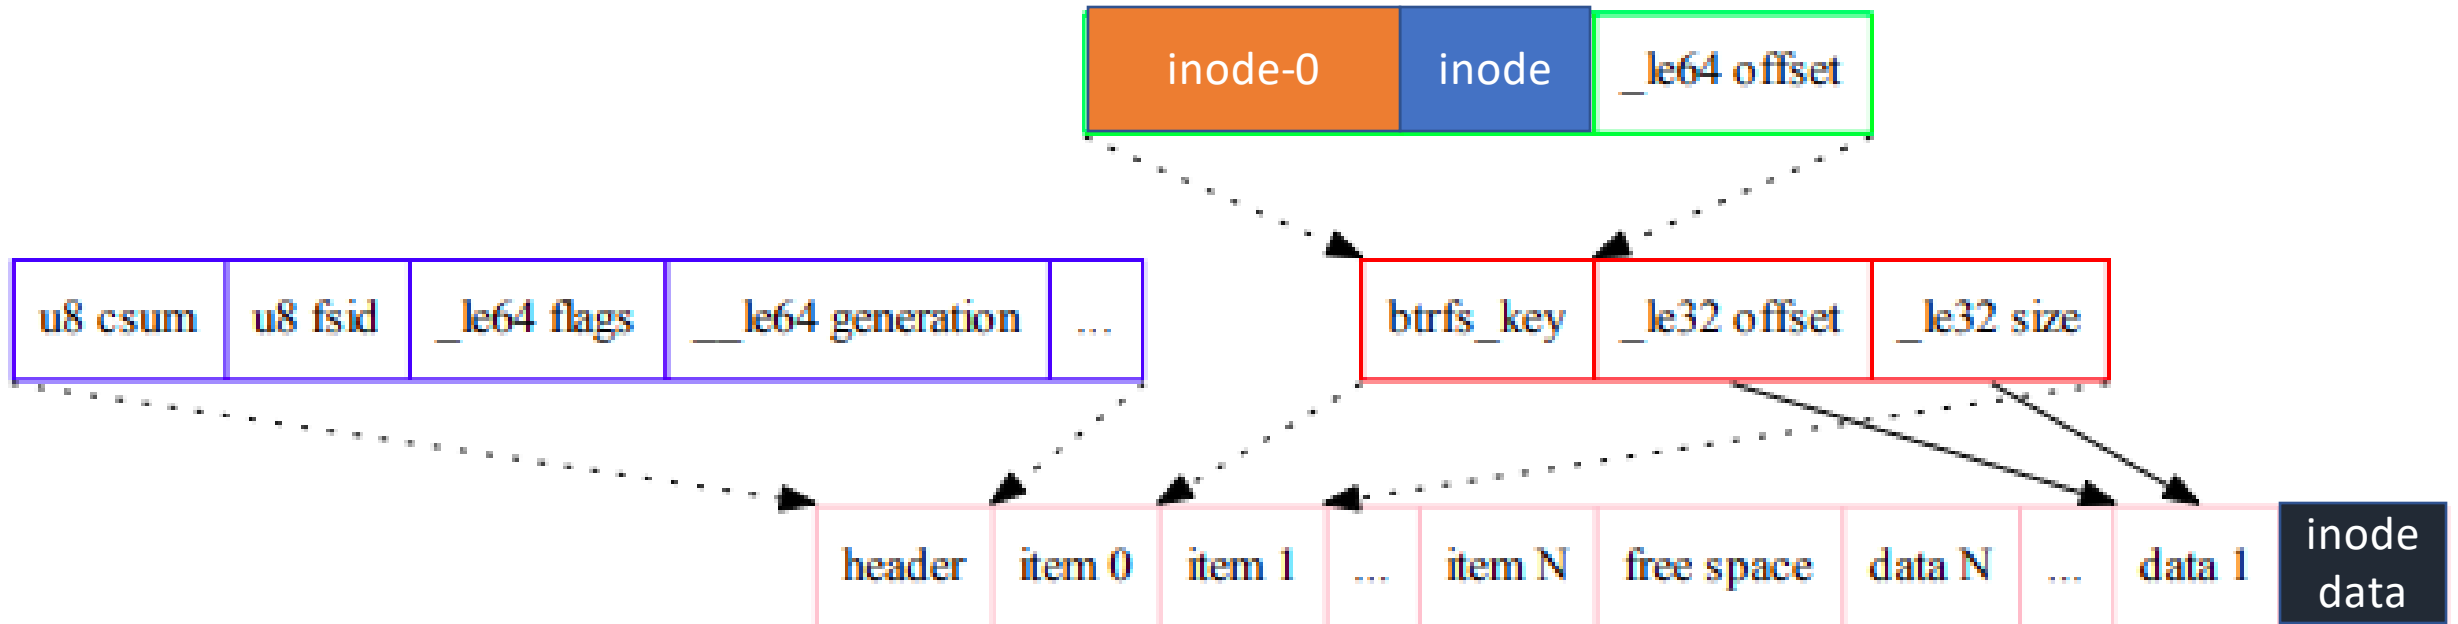 inode-0 inode _le64 offset
u8 csum u8 fsid _le64 flags __le64 generation ... btrfs_key _le32 offset _le32 size
header item 0 item 1 ... item N free space data N ... data 1 inode
data